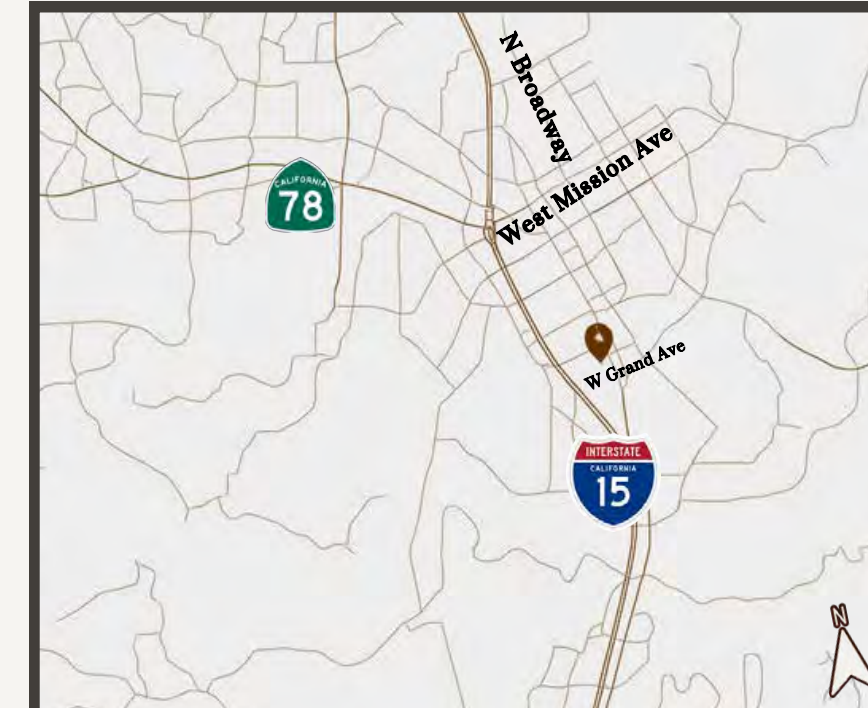 N Broadway
West Mission Ave
CALIFORNIA
78
W Grand Ave
INTERSTATE
CALIFORNIA
15
N